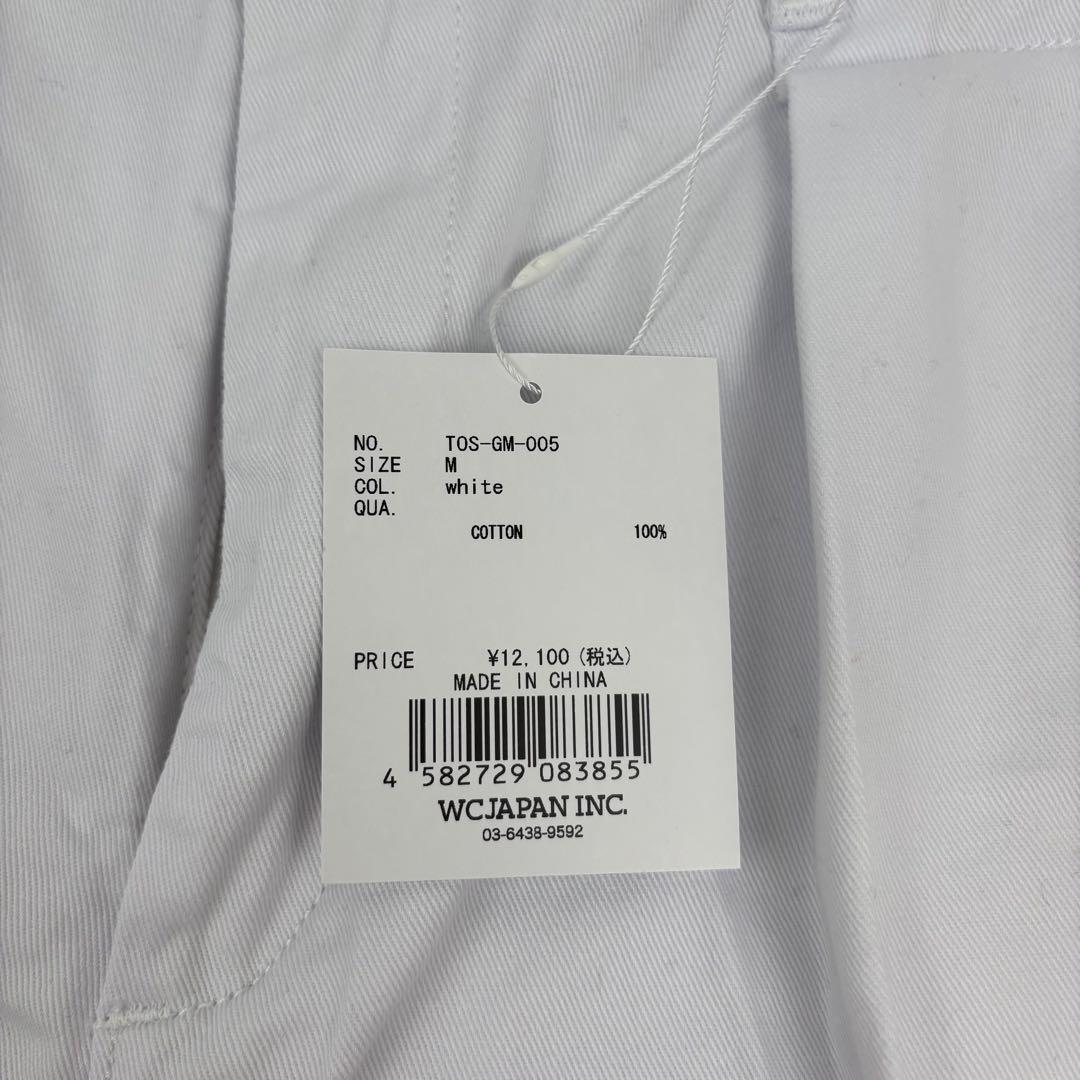 NO. TOS-GM-005
SIZE M
COL. white
QUA.
COTTON 100%
PRICE ¥12,100(税込)
MADE IN CHINA
4 582729 083855
WCJAPAN INC.
03-6438-9592